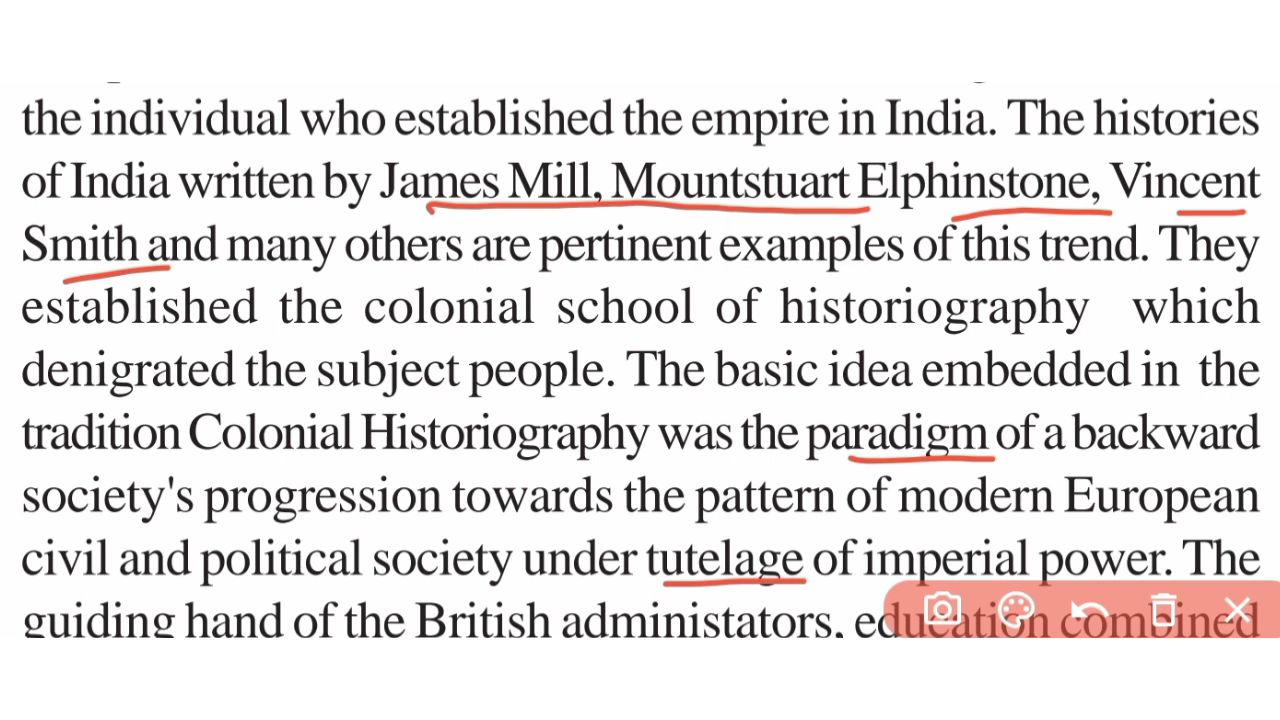 the individual who established the empire in India. The histories
of India written by James Mill, Mountstuart Elphinstone, Vincent
Smith and many others are pertinent examples of this trend. They
established the colonial school of historiography which
denigrated the subject people. The basic idea embedded in the
tradition Colonial Historiography was the paradigm of a backward
society's progression towards the pattern of modern European
civil and political society under tutelage of imperial power. The
guiding hand of the British administators, education combined